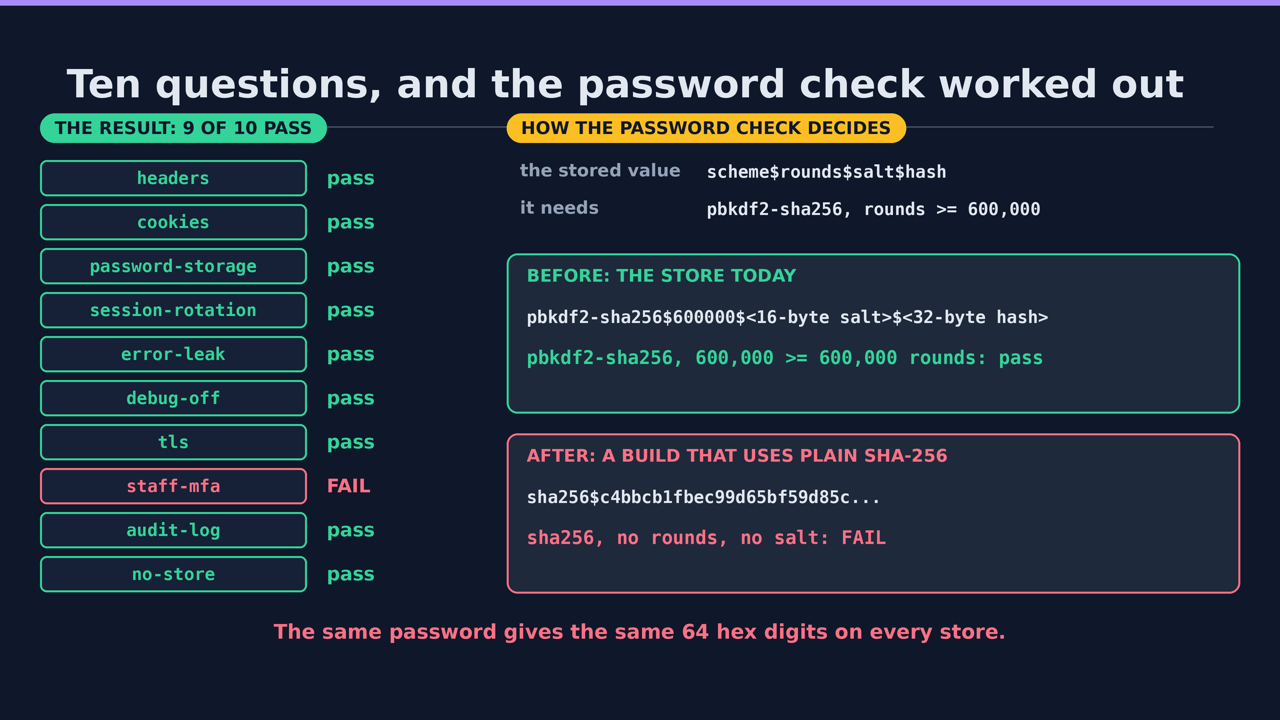 Ten questions, and the password check worked out
THE RESULT: 9 OF 10 PASS
headers pass
cookies pass
password-storage pass
session-rotation pass
error-leak pass
debug-off pass
tls pass
staff-mfa FAIL
audit-log pass
no-store pass
HOW THE PASSWORD CHECK DECIDES
the stored value scheme$rounds$salt$hash
it needs pbkdf2-sha256, rounds >= 600,000
BEFORE: THE STORE TODAY
pbkdf2-sha256$600000$<16-byte salt>$<32-byte hash>
pbkdf2-sha256, 600,000 >= 600,000 rounds: pass
AFTER: A BUILD THAT USES PLAIN SHA-256
sha256$c4bbcb1fbec99d65bf59d85c...
sha256, no rounds, no salt: FAIL
The same password gives the same 64 hex digits on every store.